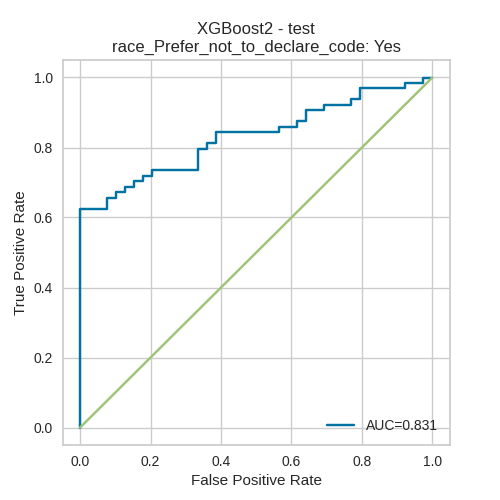 XGBoost2 - test
race_Prefer_not_to_declare_code: Yes
True Positive Rate
1.0
0.8
0.6
0.4
0.2
0.0
AUC=0.831
0.0 0.2 0.4 0.6 0.8 1.0
False Positive Rate